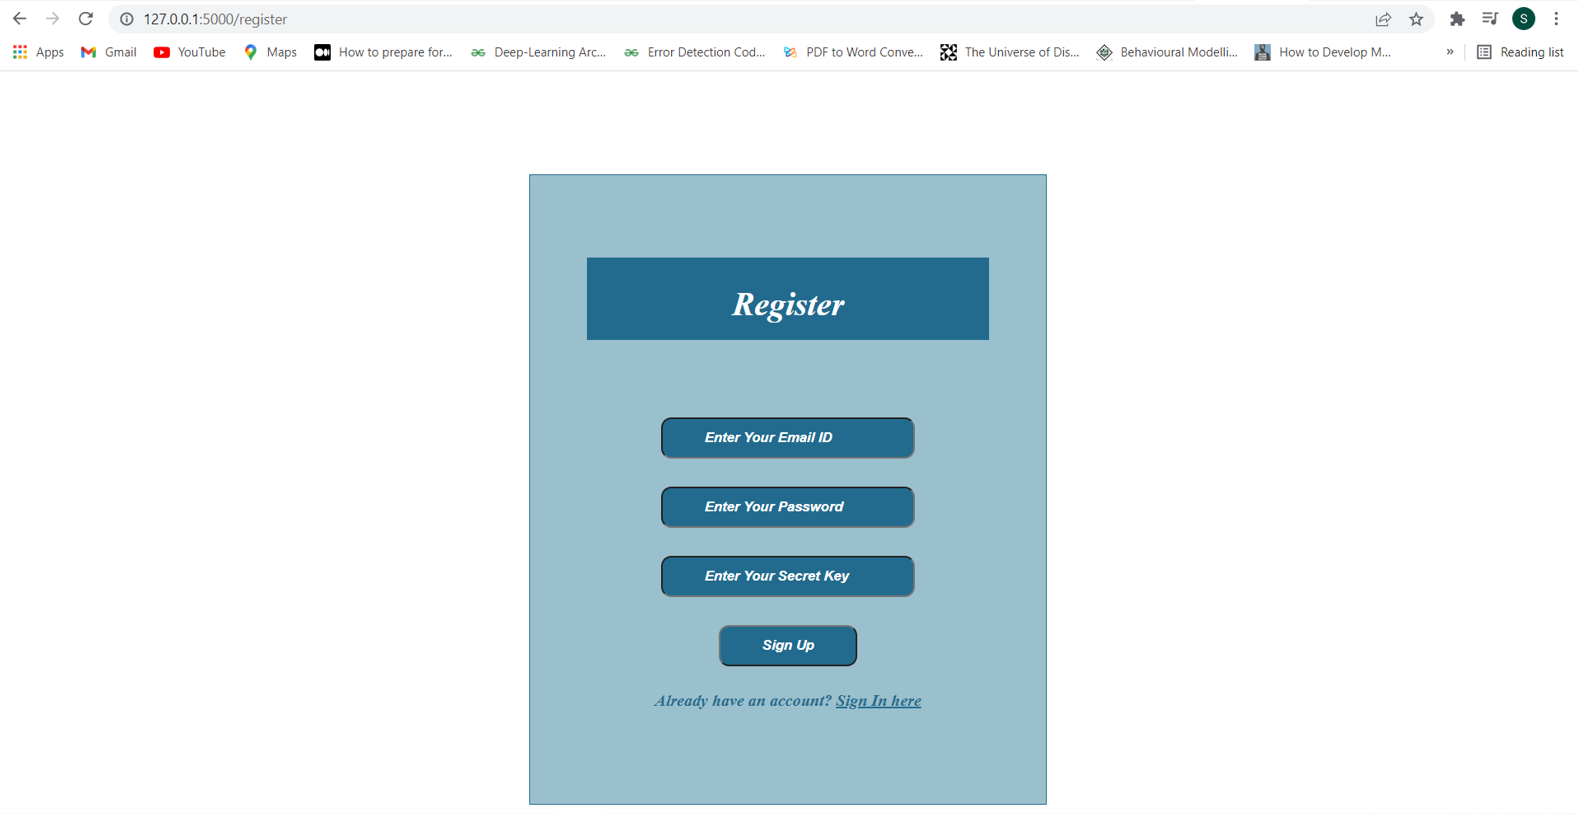 127.0.0.1:5000/register
S
Apps Gmail YouTube Maps How to prepare for... Deep-Learning Arc... Error Detection Cod... PDF to Word Conve... The Universe of Dis... Behavioural Modelli... How to Develop M... » Reading list
Register
Enter Your Email ID
Enter Your Password
Enter Your Secret Key
Sign Up
Already have an account? Sign In here